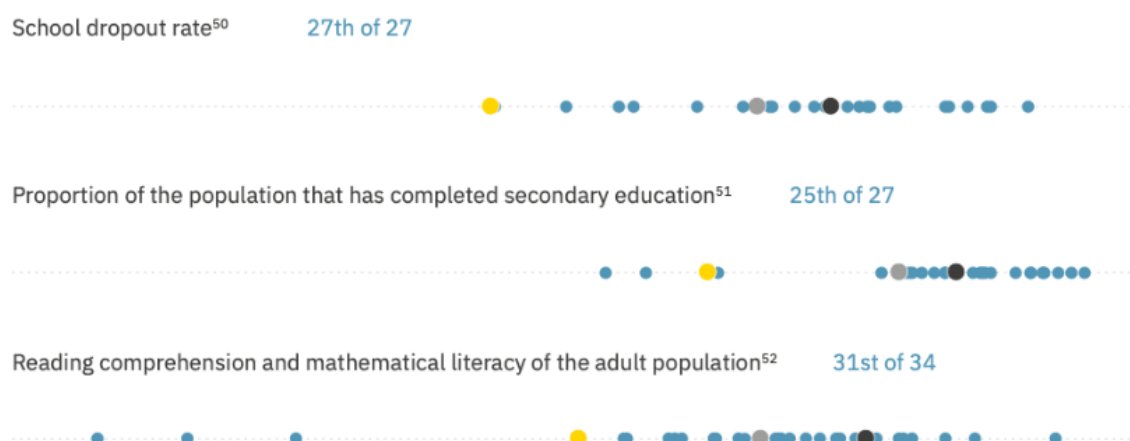 School dropout rate⁵⁰ 27th of 27
Proportion of the population that has completed secondary education⁵¹ 25th of 27
Reading comprehension and mathematical literacy of the adult population⁵² 31st of 34